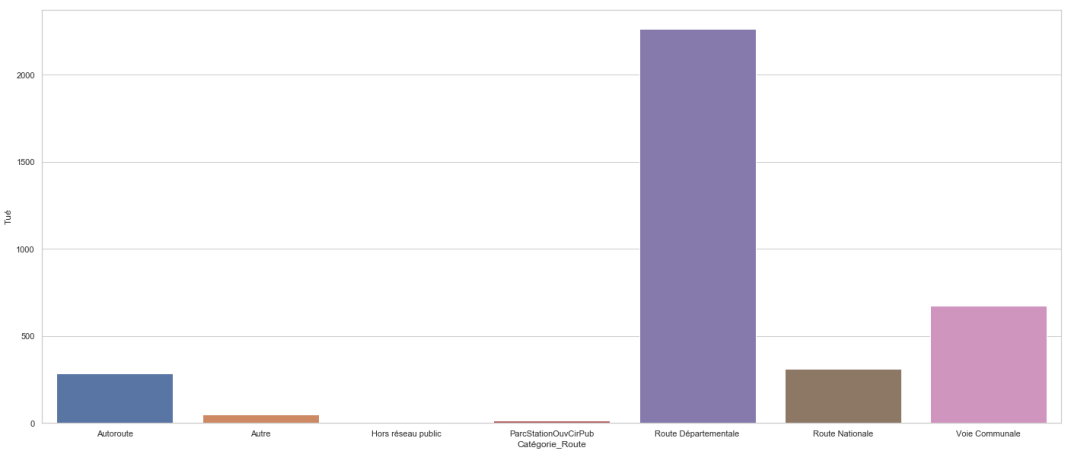 2000
1500
1000
500
0
Tué
Autoroute
Autre
Hors réseau public
ParcStationOuvCirPub
Route Départementale
Route Nationale
Voie Communale
Catégorie_Route